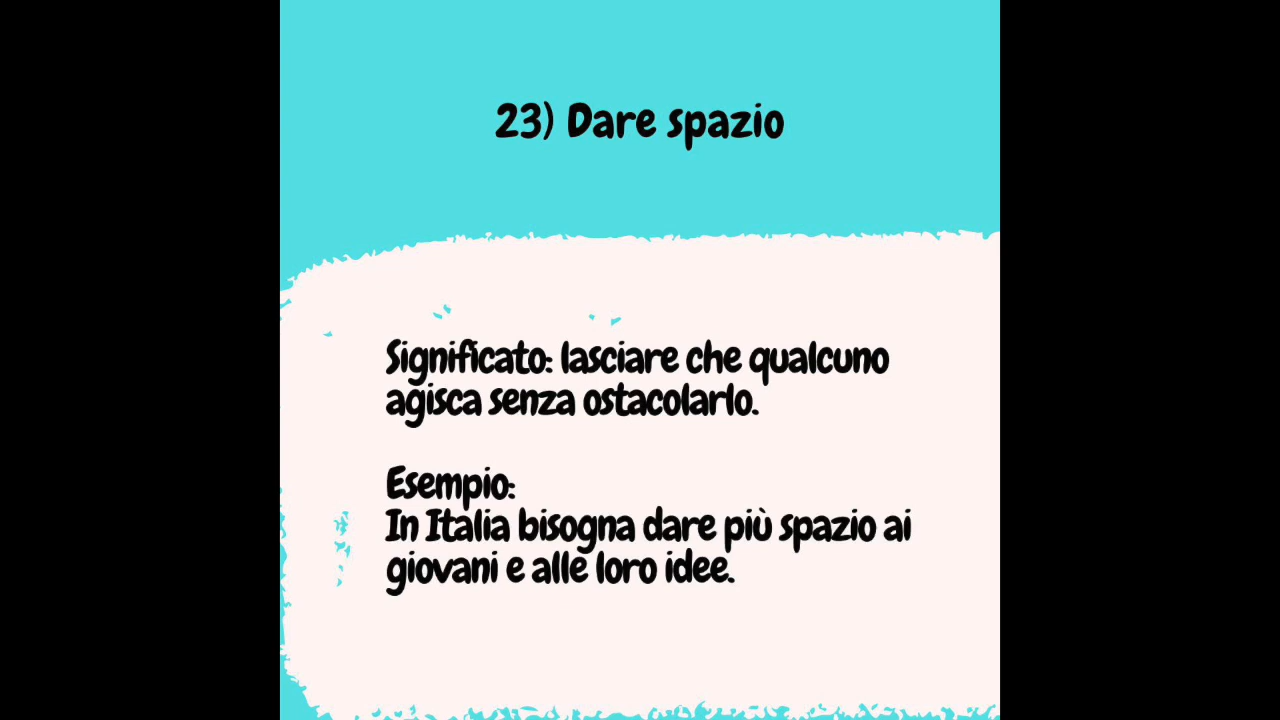 23) Dare spazio
Significato: lasciare che qualcuno
agisca senza ostacolarlo.
Esempio:
In Italia bisogna dare più spazio ai
giovani e alle loro idee.